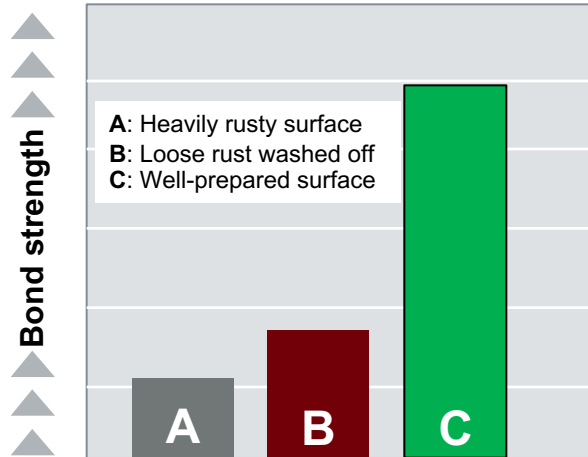 Bond strength
A: Heavily rusty surface
B: Loose rust washed off
C: Well-prepared surface
A
B
C